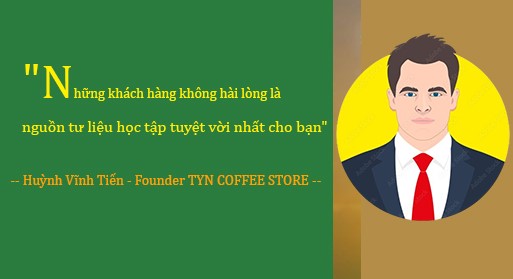 "Những khách hàng không hài lòng là
nguồn tư liệu học tập tuyệt vời nhất cho bạn"
-- Huỳnh Vĩnh Tiển - Founder TYN COFFEE STORE --